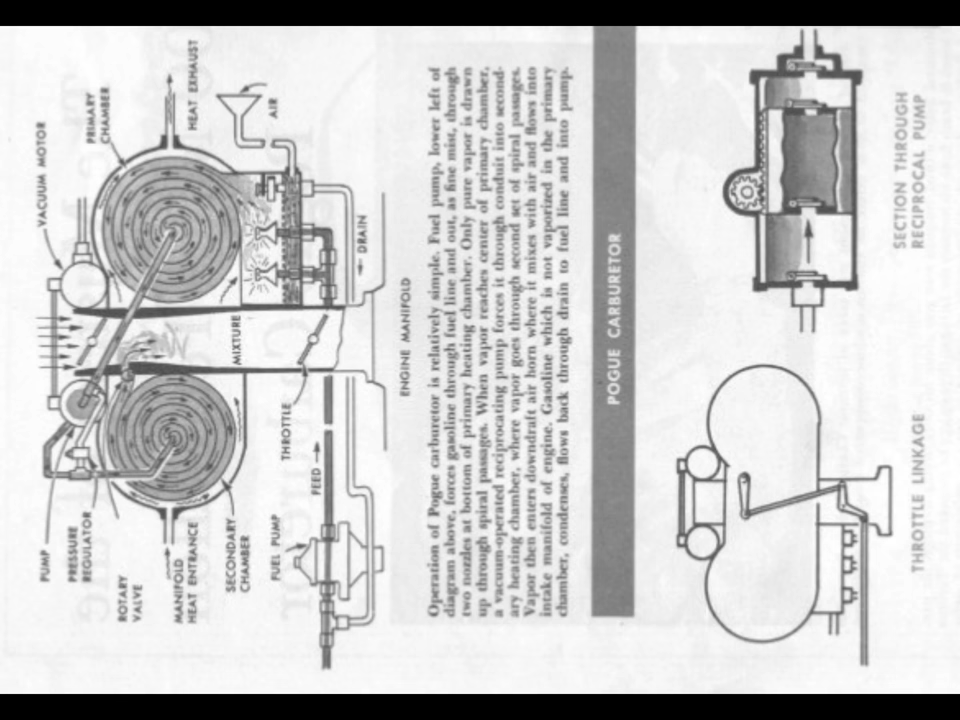 VACUUM MOTOR
PRIMARY
CHAMBER
HEAT EXHAUST
AIR
DRAIN
MIXTURE
PUMP
PRESSURE
REGULATOR
ROTARY
VALVE
MANIFOLD
HEAT ENTRANCE
SECONDARY
CHAMBER
THROTTLE
FEED
FUEL PUMP
ENGINE MANIFOLD
Operation of Pogue carburetor is relatively simple. Fuel pump, lower left of
diagram above, forces gasoline through fuel line and out, as fine mist, through
two nozzles at bottom of primary heating chamber. Only pure vapor is drawn
up through spiral passages. When vapor reaches center of primary chamber,
a vacuum-operated reciprocating pump forces it through conduit into second-
ary heating chamber, where vapor goes through second set of spiral passages.
Vapor then enters downdraft air horn where it mixes with air and flows into
intake manifold of engine. Gasoline which is not vaporized in the primary
chamber, condenses, flows back through drain to fuel line and into pump.
POGUE CARBURETOR
THROTTLE LINKAGE
SECTION THROUGH
RECIPROCAL PUMP